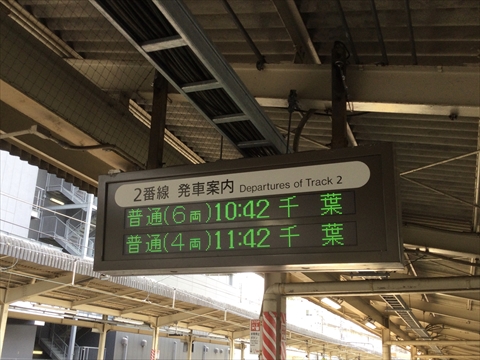 2番線 発車案内 Departures of Track 2
普通(6両)10:42 千葉
普通(4両)11:42 千葉